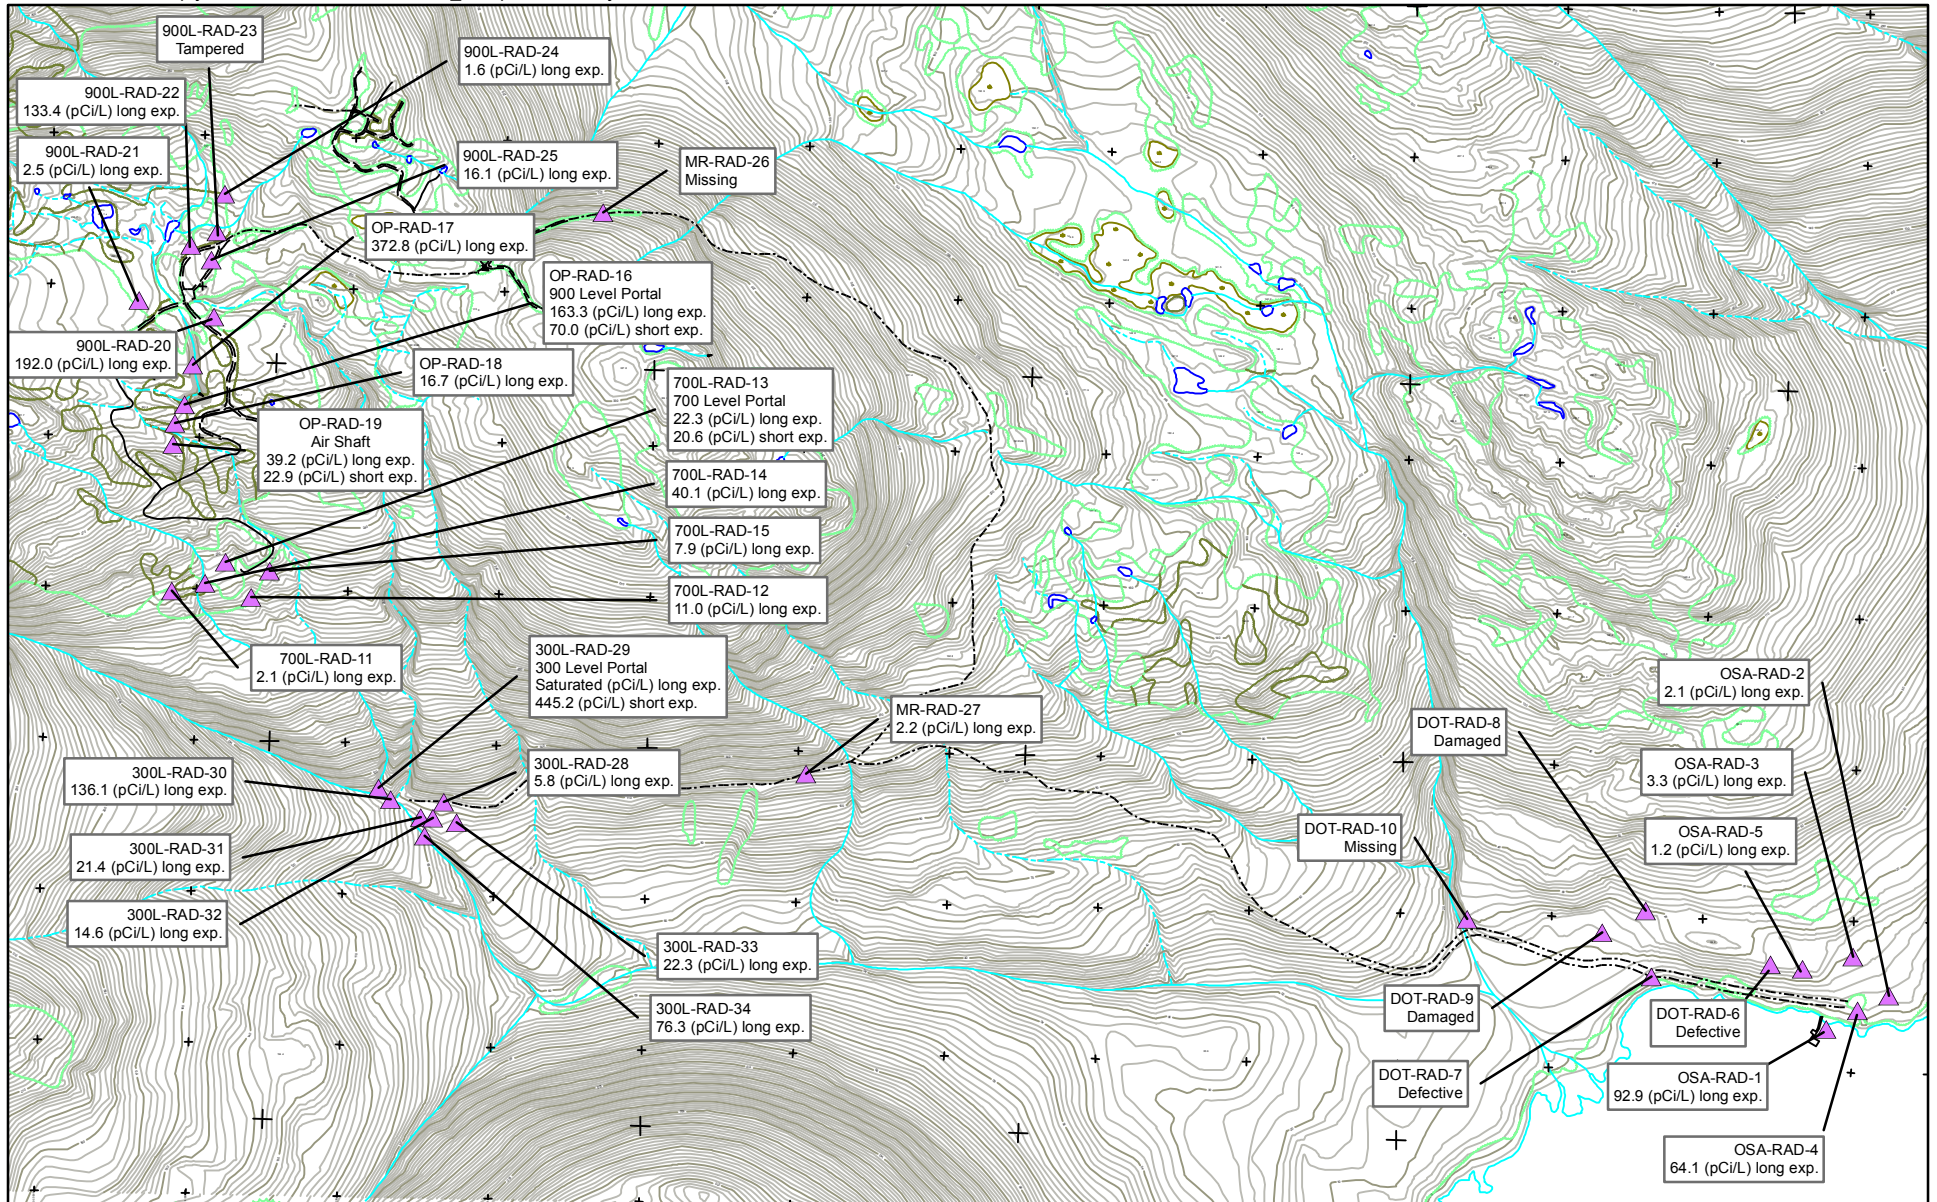 900L-RAD-23
Tampered
900L-RAD-24
1.6 (pCi/L) long exp.
900L-RAD-22
133.4 (pCi/L) long exp.
900L-RAD-21
2.5 (pCi/L) long exp.
900L-RAD-25
16.1 (pCi/L) long exp.
MR-RAD-26
Missing
OP-RAD-17
372.8 (pCi/L) long exp.
OP-RAD-16
900 Level Portal
163.3 (pCi/L) long exp.
70.0 (pCi/L) short exp.
900L-RAD-20
192.0 (pCi/L) long exp.
OP-RAD-18
16.7 (pCi/L) long exp.
700L-RAD-13
700 Level Portal
22.3 (pCi/L) long exp.
20.6 (pCi/L) short exp.
OP-RAD-19
Air Shaft
39.2 (pCi/L) long exp.
22.9 (pCi/L) short exp.
700L-RAD-14
40.1 (pCi/L) long exp.
700L-RAD-15
7.9 (pCi/L) long exp.
700L-RAD-12
11.0 (pCi/L) long exp.
700L-RAD-11
2.1 (pCi/L) long exp.
300L-RAD-29
300 Level Portal
Saturated (pCi/L) long exp.
445.2 (pCi/L) short exp.
OSA-RAD-2
2.1 (pCi/L) long exp.
MR-RAD-27
2.2 (pCi/L) long exp.
DOT-RAD-8
Damaged
300L-RAD-30
136.1 (pCi/L) long exp.
300L-RAD-28
5.8 (pCi/L) long exp.
OSA-RAD-3
3.3 (pCi/L) long exp.
DOT-RAD-10
Missing
OSA-RAD-5
1.2 (pCi/L) long exp.
300L-RAD-31
21.4 (pCi/L) long exp.
300L-RAD-32
14.6 (pCi/L) long exp.
300L-RAD-33
22.3 (pCi/L) long exp.
300L-RAD-34
76.3 (pCi/L) long exp.
DOT-RAD-9
Damaged
DOT-RAD-6
Defective
DOT-RAD-7
Defective
OSA-RAD-1
92.9 (pCi/L) long exp.
OSA-RAD-4
64.1 (pCi/L) long exp.